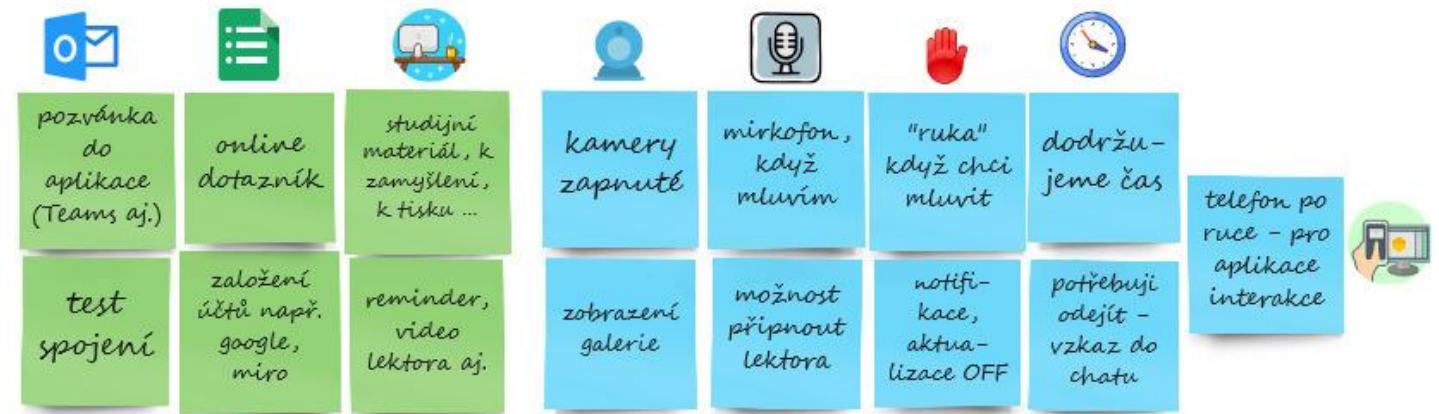 pozvánka
do
aplikace
(Teams aj.)
online
dotazník
studijní
materiál, k
zamyšlení,
k tisku ...
kamery
zapnuté
mirkofon,
když
mluvím
"ruka"
když chci
mluvit
dodržu-
jeme čas
telefon po
ruce - pro
aplikace
interakce
test
spojení
založení
účtů např.
google,
miro
reminder,
video
lektora aj.
zobrazení
galerie
možnost
připnout
lektora
notifi-
kace,
aktua-
lizace OFF
potřebuji
odejít -
vzkaz do
chatu